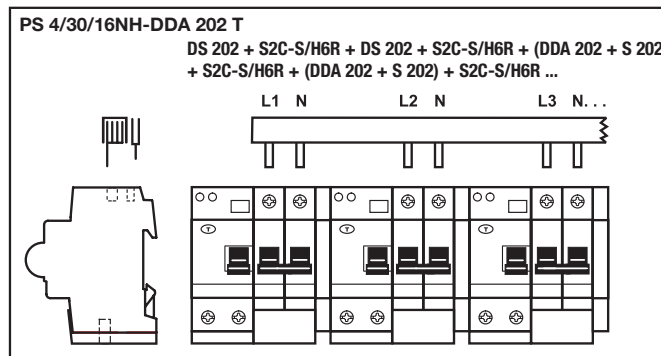 PS 4/30/16NH-DDA 202 T
DS 202 + S2C-S/H6R + DS 202 + S2C-S/H6R + (DDA 202 + S 202
+ S2C-S/H6R + (DDA 202 + S 202) + S2C-S/H6R ...
L1 N L2 N L3 N. . .
T T T